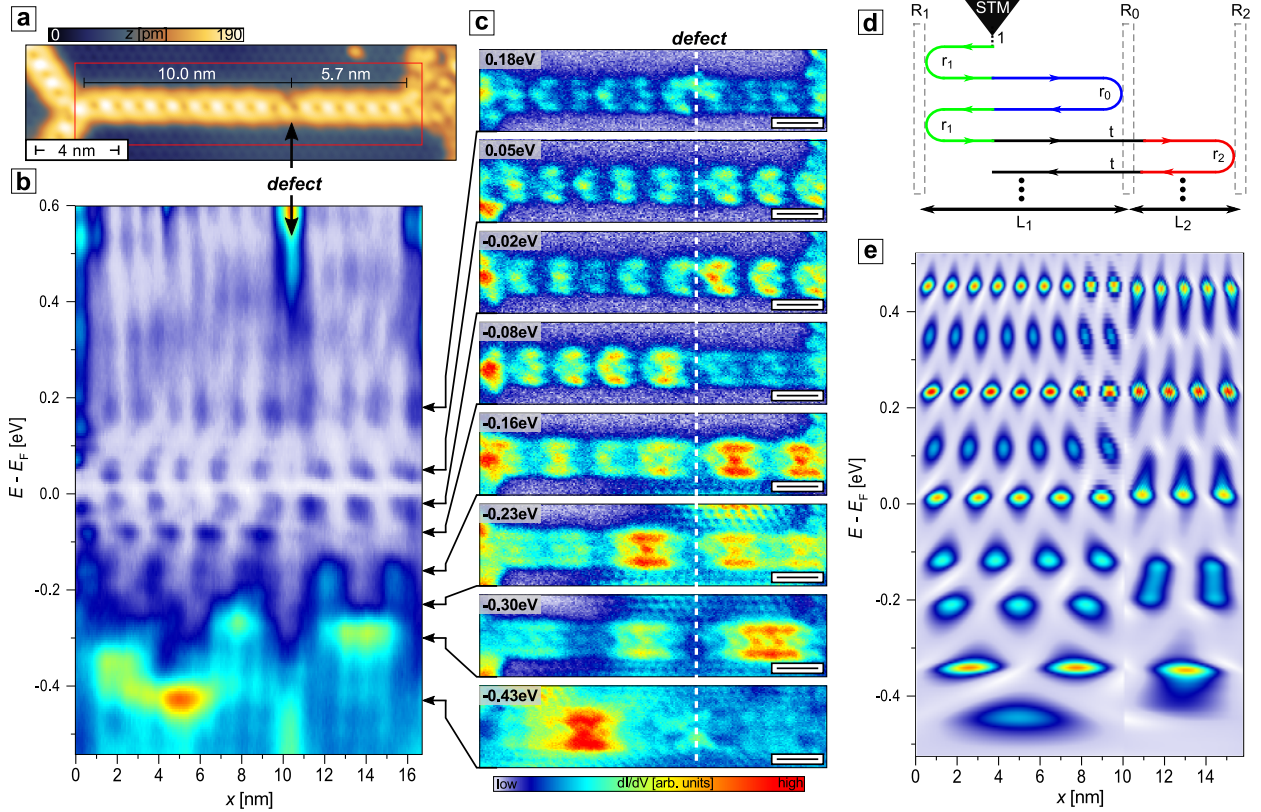 a
0 z [pm] 190
10.0 nm 5.7 nm
4 nm
b
defect
E - E_F [eV]
0.6
0.4
0.2
0.0
-0.2
-0.4
0 2 4 6 8 10 12 14 16
x [nm]
c
defect
0.18eV
0.05eV
-0.02eV
-0.08eV
-0.16eV
-0.23eV
-0.30eV
-0.43eV
low dI/dV [arb. units] high
d
R1 STM R0 R2
1
r1
r0
r1
t
r2
t
L1 L2
e
E - E_F [eV]
0.4
0.2
0.0
-0.2
-0.4
0 2 4 6 8 10 12 14
x [nm]